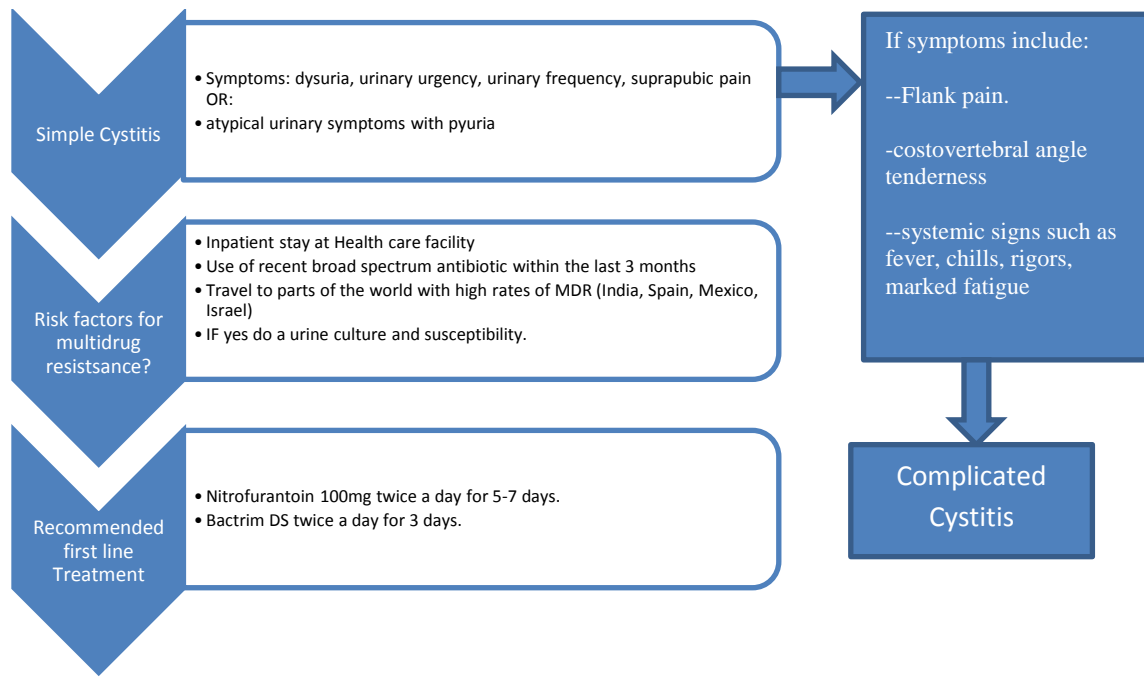 Simple Cystitis
• Symptoms: dysuria, urinary urgency, urinary frequency, suprapubic pain
OR:
• atypical urinary symptoms with pyuria
If symptoms include:
--Flank pain.
-costovertebral angle
tenderness
--systemic signs such as
fever, chills, rigors,
marked fatigue
Complicated
Cystitis
Risk factors for
multidrug
resistsance?
• Inpatient stay at Health care facility
• Use of recent broad spectrum antibiotic within the last 3 months
• Travel to parts of the world with high rates of MDR (India, Spain, Mexico,
Israel)
• IF yes do a urine culture and susceptibility.
Recommended
first line
Treatment
• Nitrofurantoin 100mg twice a day for 5-7 days.
• Bactrim DS twice a day for 3 days.